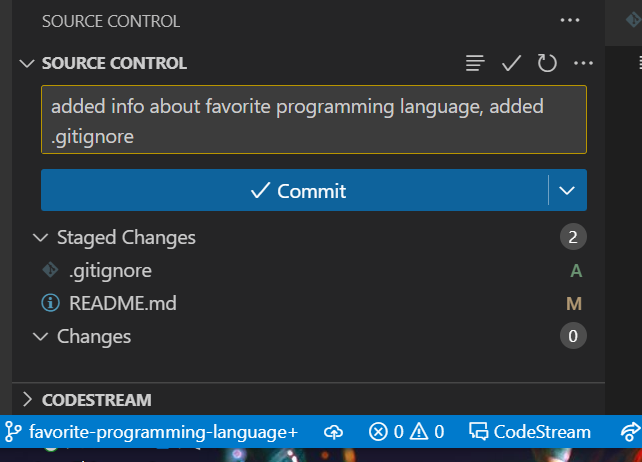 SOURCE CONTROL
SOURCE CONTROL
added info about favorite programming language, added
.gitignore
Commit
Staged Changes 2
.gitignore A
README.md M
Changes 0
CODESTREAM
favorite-programming-language+ 0 0 CodeStream